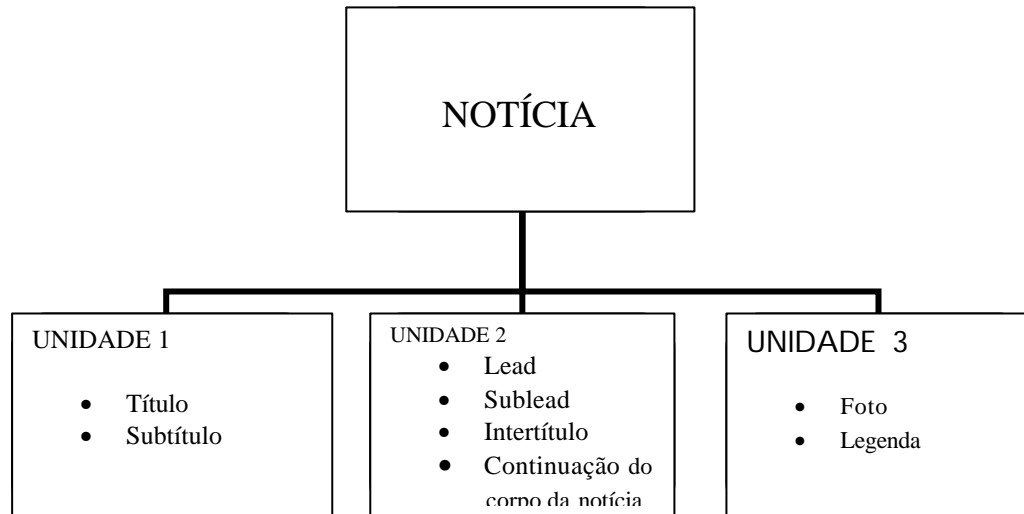 NOTÍCIA
UNIDADE 1
• Título
• Subtítulo
UNIDADE 2
• Lead
• Sublead
• Intertítulo
• Continuação do
corpo da notícia
UNIDADE 3
• Foto
• Legenda